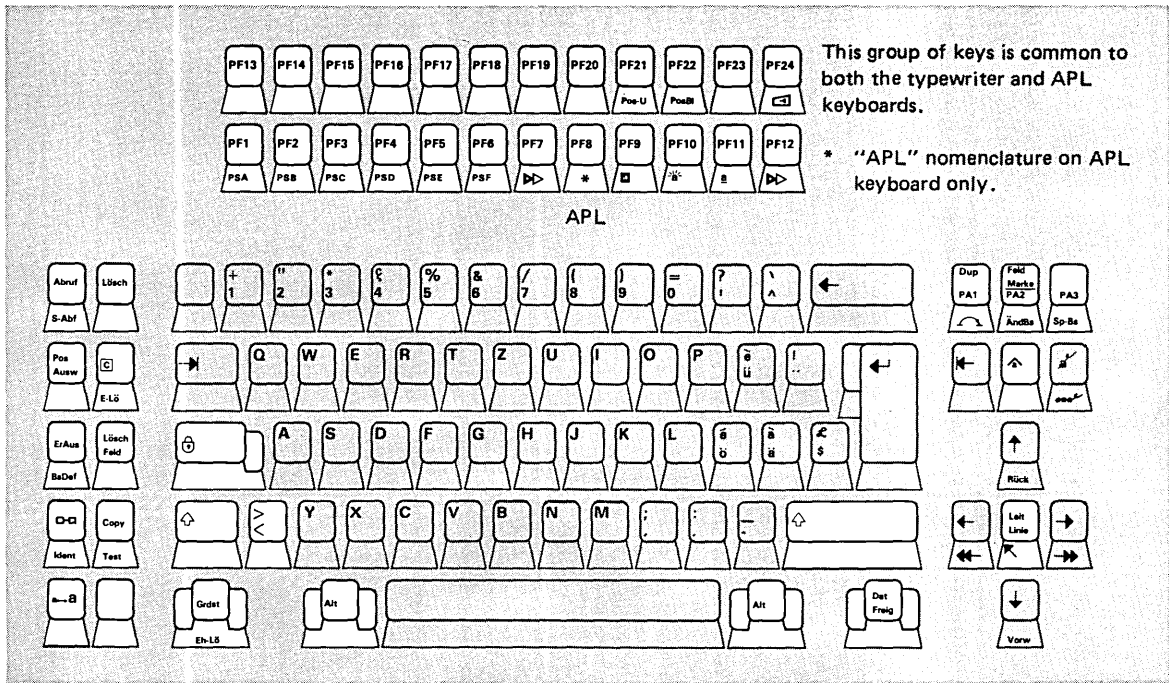 PF13 PF14 PF15 PF16 PF17 PF18 PF19 PF20 PF21 PF22 PF23 PF24
Pos-U PosBl
This group of keys is common to
both the typewriter and APL
keyboards.
PF1 PF2 PF3 PF4 PF5 PF6 PF7 PF8 PF9 PF10 PF11 PF12
PSA PSB PSC PSD PSE PSF * a
* "APL" nomenclature on APL
keyboard only.
APL
Abruf Lösch + " * ç % & / ( ) = ? Dup Feld
Marke
1 2 3 4 5 6 7 8 9 0 ' ^ PA1 PA2 PA3
S-Abf ÄndBs Sp-Bs
Pos
Ausw C Q W E R T Z U I O P è !
ü ¨
E-Lö
ErAus Lösch
Feld A S D F G H J K L é à £
ö ä $
BsDef Rück
Copy > Y X C V B N M ; : _ Leit
Linie
< , . -
Ident Test
a Grdst Alt Alt Dat
Freig
Eh-Lö Vorw